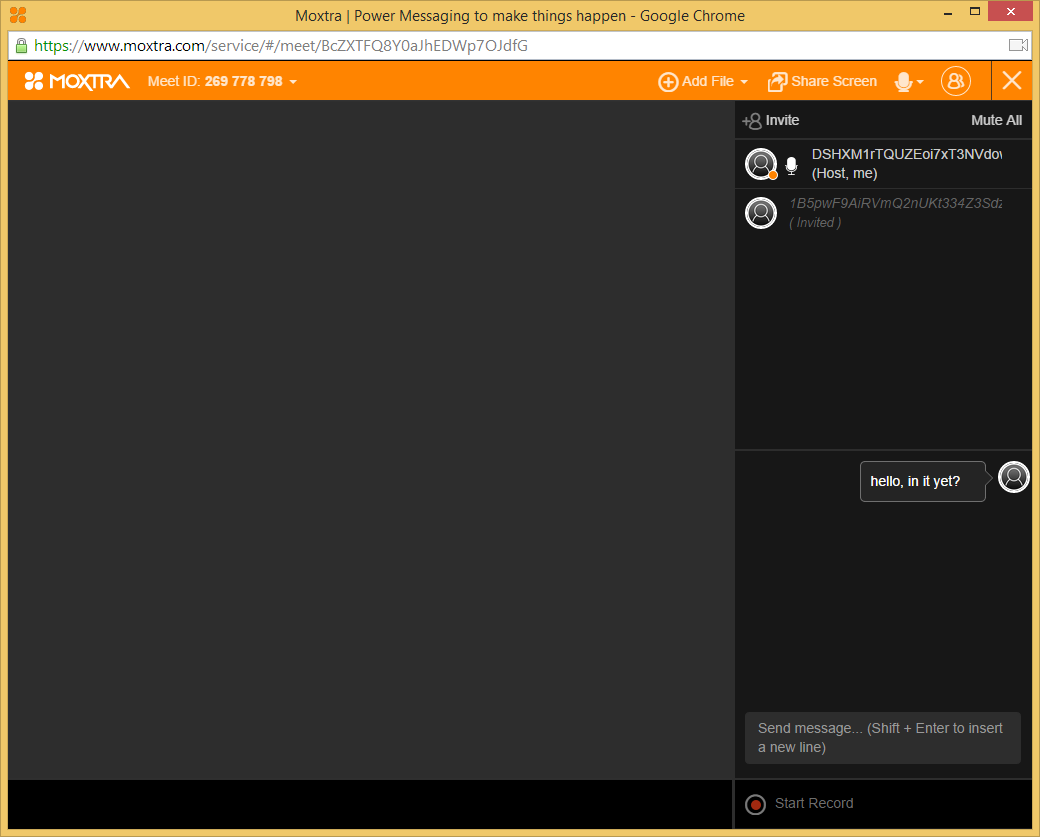 Moxtra | Power Messaging to make things happen - Google Chrome
https://www.moxtra.com/service/#/meet/BcZXTFQ8Y0aJhEDWp7OJdfG
MOXTRA Meet ID: 269 778 798 Add File Share Screen
Invite Mute All
DSHXM1rTQUZEoi7xT3NVdov
(Host, me)
1B5pwF9AiRVmQ2nUKt334Z3Sdz
( Invited )
hello, in it yet?
Send message... (Shift + Enter to insert
a new line)
Start Record